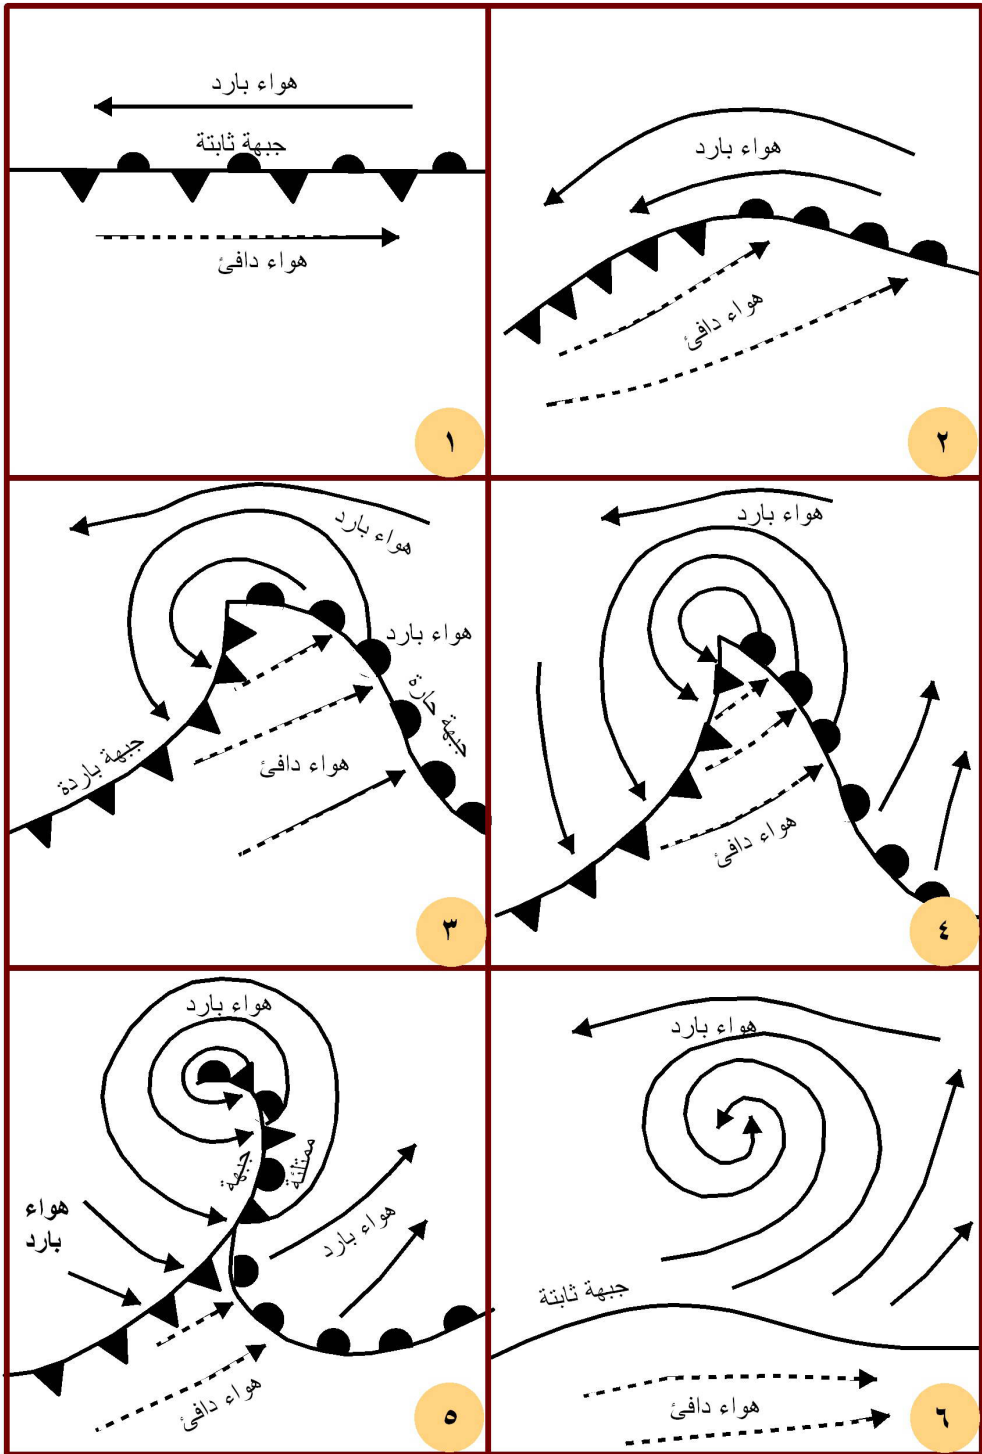 هواء بارد
جبهة ثابتة
هواء دافئ
١
هواء بارد
هواء دافئ
٢
هواء بارد
هواء بارد
جبهة حارة
جبهة باردة
هواء دافئ
٣
هواء بارد
هواء دافئ
٤
هواء بارد
جبهة
ممتلئة
هواء
بارد
هواء بارد
هواء دافئ
٥
هواء بارد
جبهة ثابتة
هواء دافئ
٦